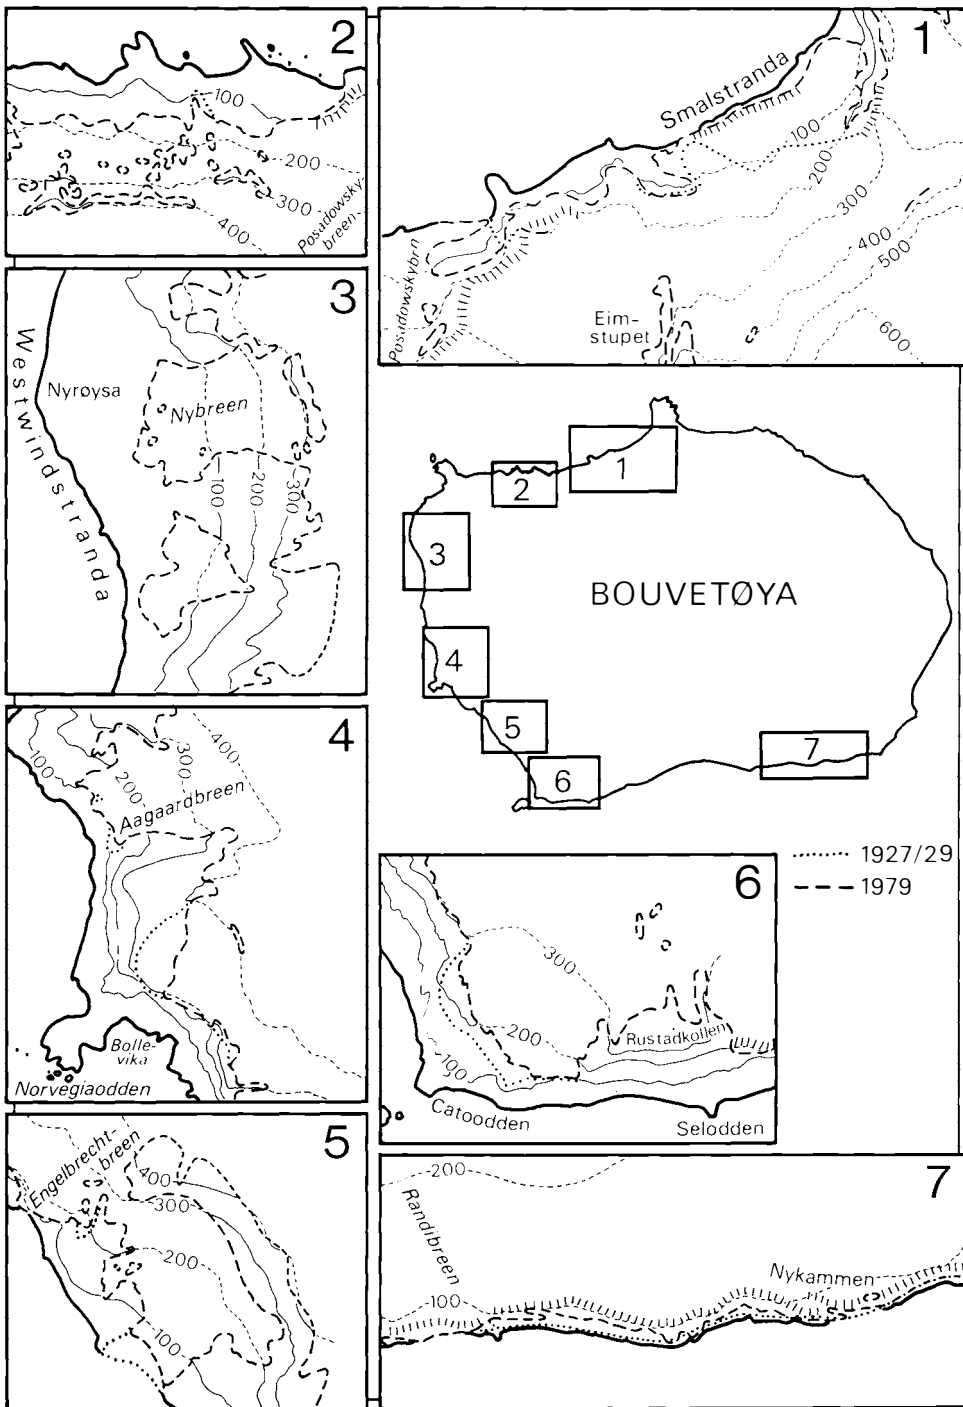 2
100
200
300
400
Posadowsky-
breen
1
Smalstranda
100
200
300
400
500
600
Posadowskybrn
Eim-
stupet
3
Westwindstranda
Nyrøysa
Nybreen
100
200
300
BOUVETØYA
1
2
3
4
5
6
7
1927/29
1979
4
100
200
300
400
Aagaardbreen
Bolle-
vika
Norvegiaodden
6
300
200
100
Rustadkollen
Catoodden
Selodden
5
Engelbrecht-
breen
400
300
200
100
7
200
Randibreen
100
Nykammen